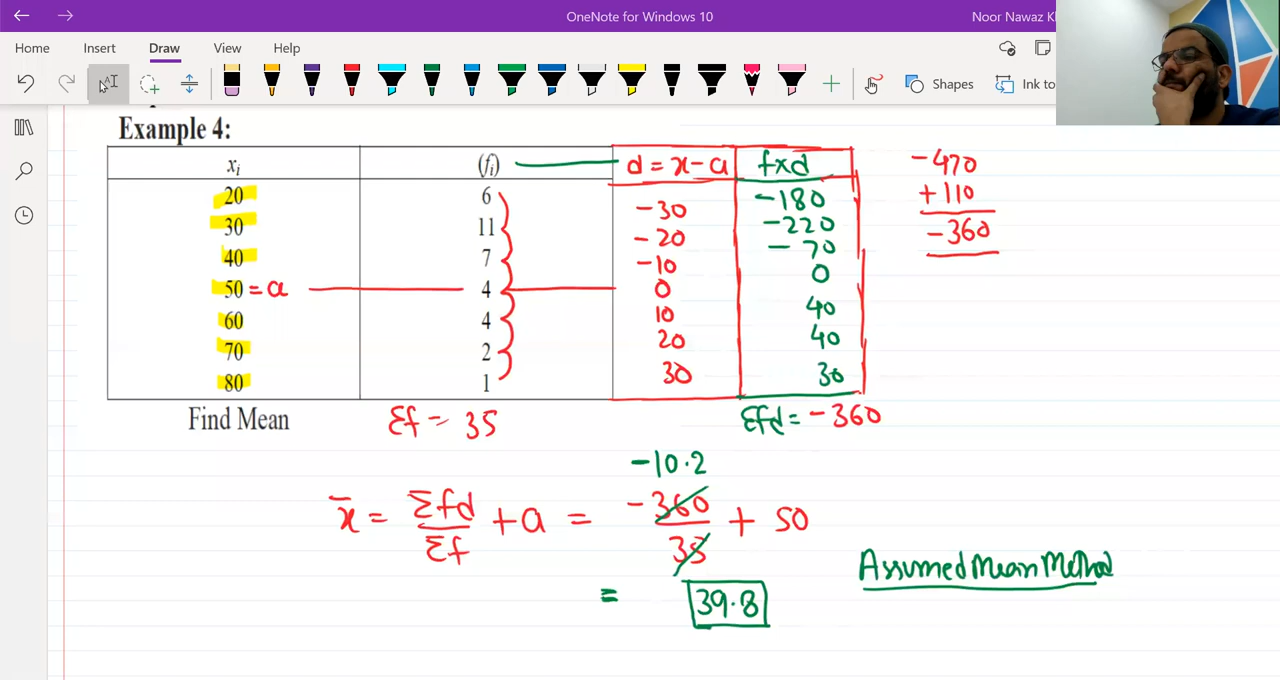 OneNote for Windows 10
Noor Nawaz Kh
Home Insert Draw View Help
Shapes
Ink to
Example 4:
xi (fi) d = x - a f×d
20 6 -30 -180
30 11 -20 -220
40 7 -10 -70
50 = a 4 0 0
60 4 10 40
70 2 20 40
80 1 30 30
Find Mean Σf = 35 Σfd = -360
-470
+110
-360
-10.2
x̄ = Σfd/Σf + a = -360/35 + 50
= 39.8
Assumed Mean Method